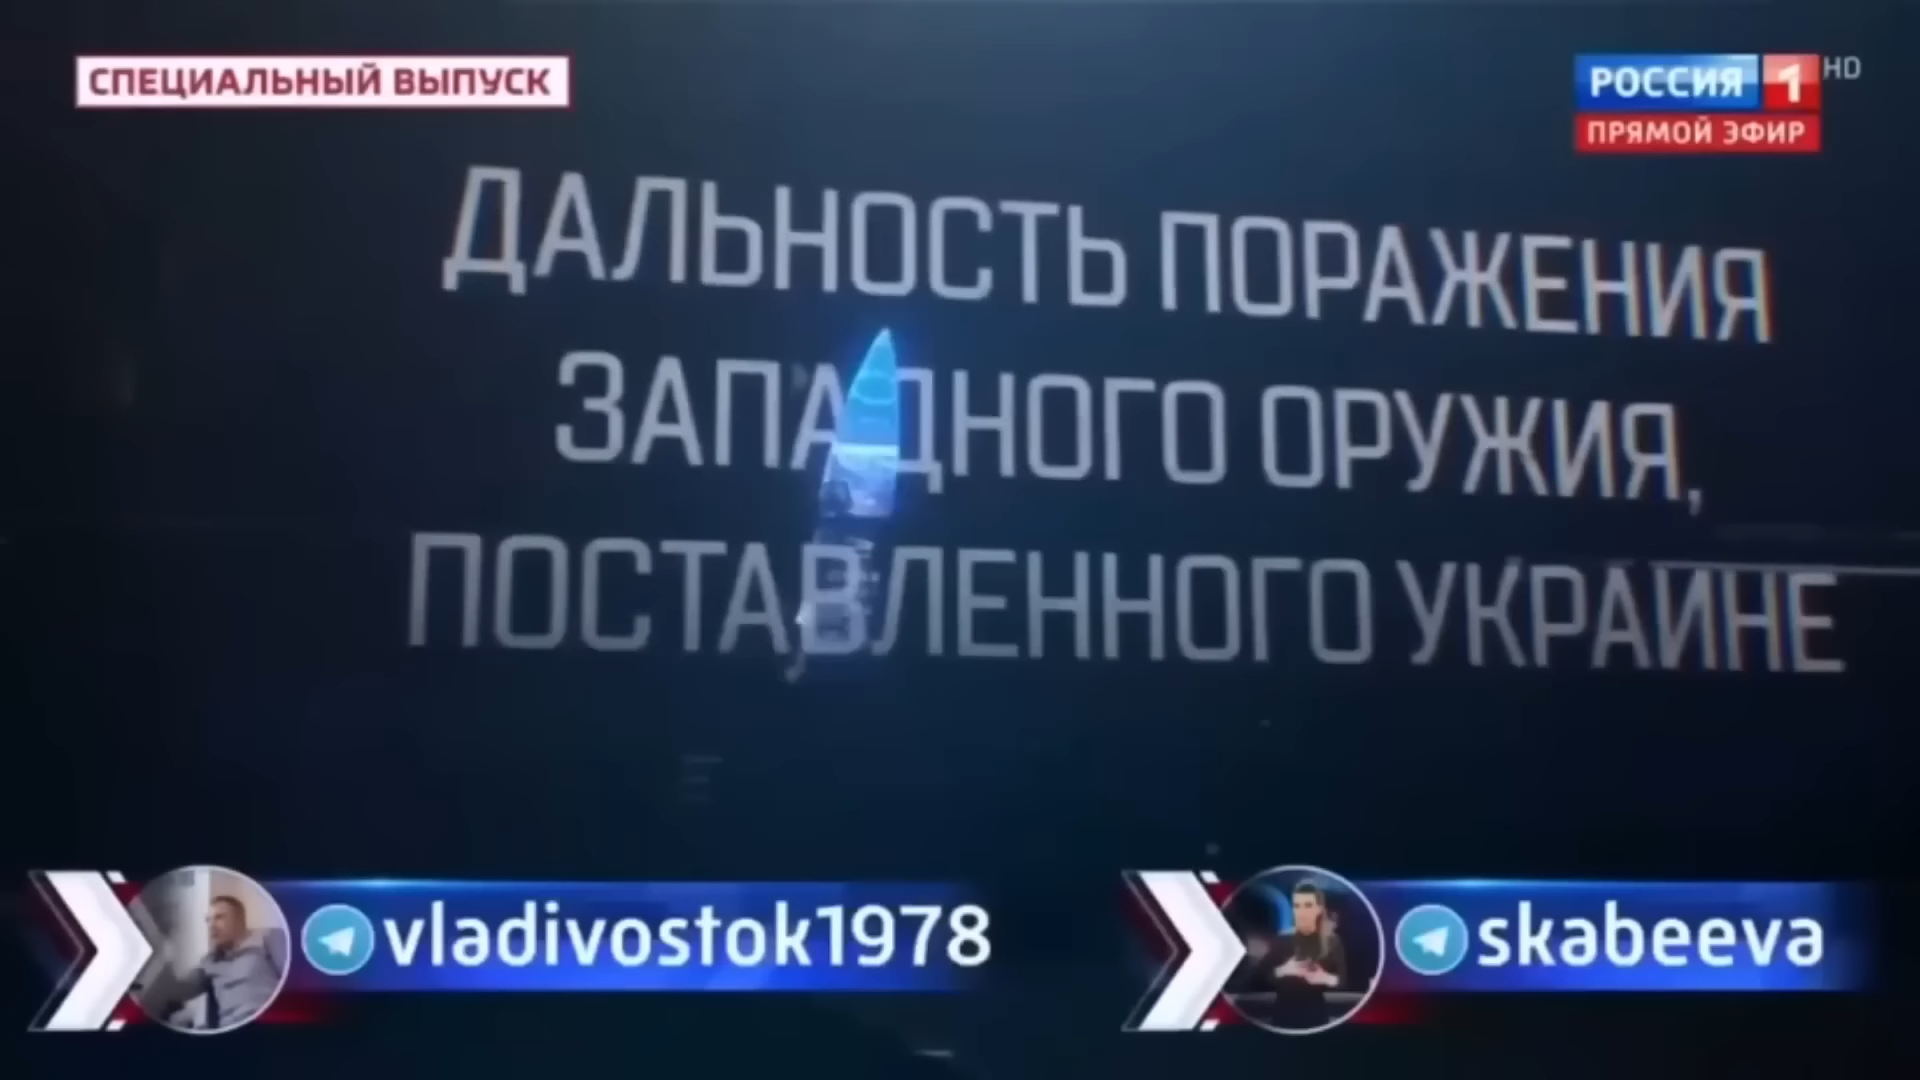 СПЕЦИАЛЬНЫЙ ВЫПУСК
РОССИЯ 1 HD
ПРЯМОЙ ЭФИР
ДАЛЬНОСТЬ ПОРАЖЕНИЯ
ЗАПАДНОГО ОРУЖИЯ,
ПОСТАВЛЕННОГО УКРАИНЕ
vladivostok1978
skabeeva